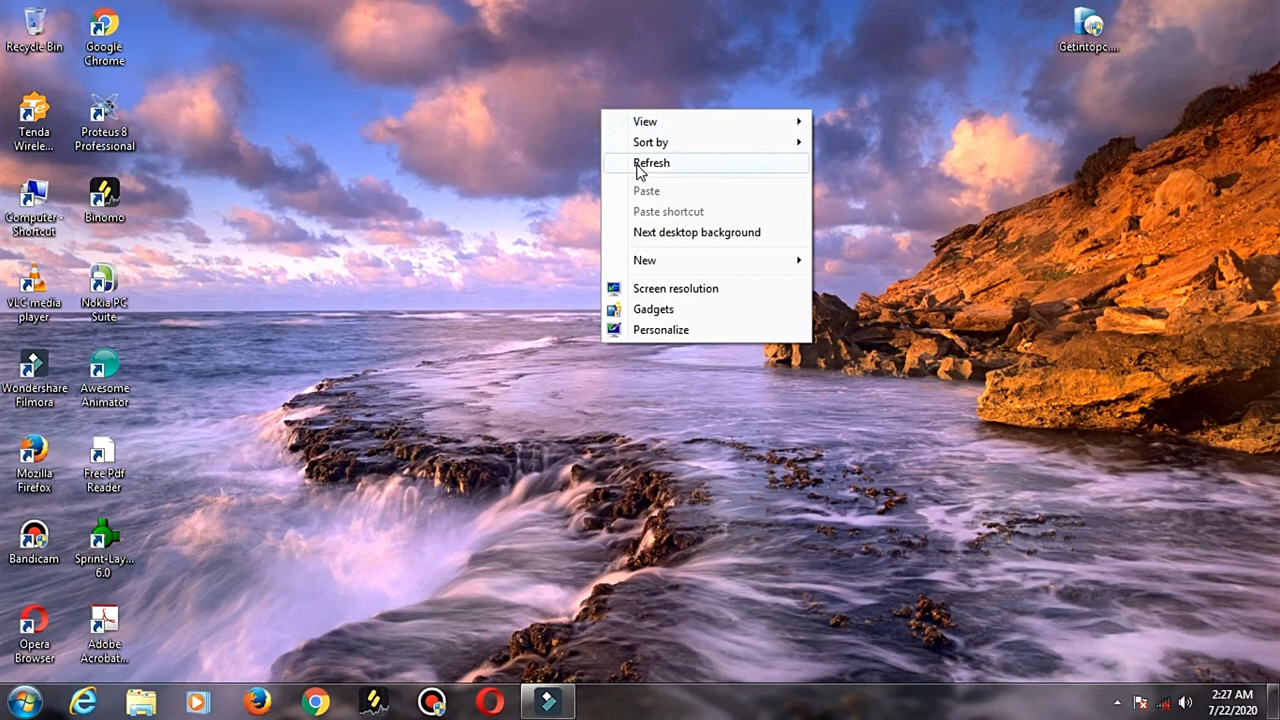 Recycle Bin
Google
Chrome
Getintopc....
Tenda
Wirele...
Proteus 8
Professional
Computer -
Shortcut
Binomo
VLC media
player
Nokia PC
Suite
Wondershare
Filmora
Awesome
Animator
Mozilla
Firefox
Free Pdf
Reader
Bandicam
Sprint-Lay...
6.0
Opera
Browser
Adobe
Acrobat...
View
Sort by
Refresh
Paste
Paste shortcut
Next desktop background
New
Screen resolution
Gadgets
Personalize
2:27 AM
7/22/2020